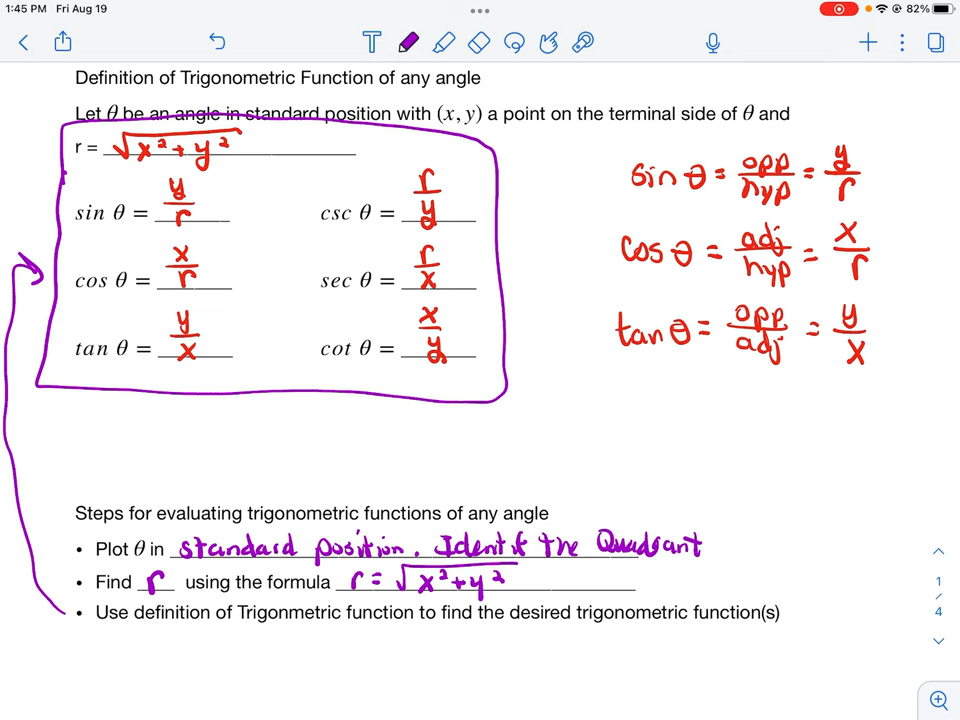 1:45 PM Fri Aug 19
82%
Definition of Trigonometric Function of any angle
Let θ be an angle in standard position with (x, y) a point on the terminal side of θ and
r = √x² + y²
sin θ = y/r
csc θ = r/y
cos θ = x/r
sec θ = r/x
tan θ = y/x
cot θ = x/y
sin θ = opp/hyp = y/r
cos θ = adj/hyp = x/r
tan θ = opp/adj = y/x
Steps for evaluating trigonometric functions of any angle
• Plot θ in standard position. Identif the Quadrant
• Find r using the formula r = √x² + y²
• Use definition of Trigonmetric function to find the desired trigonometric function(s)
1
/
4